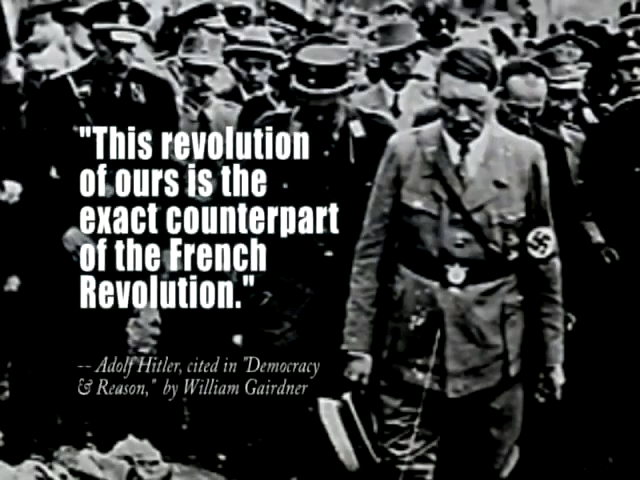 "This revolution
of ours is the
exact counterpart
of the French
Revolution."
-- Adolf Hitler, cited in "Democracy
& Reason," by William Gairdner